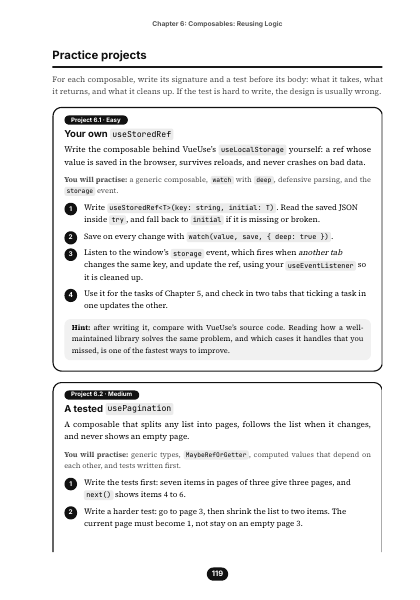 Chapter 6: Composables: Reusing Logic
Practice projects
For each composable, write its signature and a test before its body: what it takes, what
it returns, and what it cleans up. If the test is hard to write, the design is usually wrong.
Project 6.1 · Easy
Your own useStoredRef
Write the composable behind VueUse's useLocalStorage yourself: a ref whose
value is saved in the browser, survives reloads, and never crashes on bad data.
You will practise: a generic composable, watch with deep, defensive parsing, and the
storage event.
1 Write useStoredRef<T>(key: string, initial: T). Read the saved JSON
inside try, and fall back to initial if it is missing or broken.
2 Save on every change with watch(value, save, { deep: true }).
3 Listen to the window's storage event, which fires when another tab
changes the same key, and update the ref, using your useEventListener so
it is cleaned up.
4 Use it for the tasks of Chapter 5, and check in two tabs that ticking a task in
one updates the other.
Hint: after writing it, compare with VueUse's source code. Reading how a well-
maintained library solves the same problem, and which cases it handles that you
missed, is one of the fastest ways to improve.
Project 6.2 · Medium
A tested usePagination
A composable that splits any list into pages, follows the list when it changes,
and never shows an empty page.
You will practise: generic types, MaybeRefOrGetter, computed values that depend on
each other, and tests written first.
1 Write the tests first: seven items in pages of three give three pages, and
next() shows items 4 to 6.
2 Write a harder test: go to page 3, then shrink the list to two items. The
current page must become 1, not stay on an empty page 3.
119